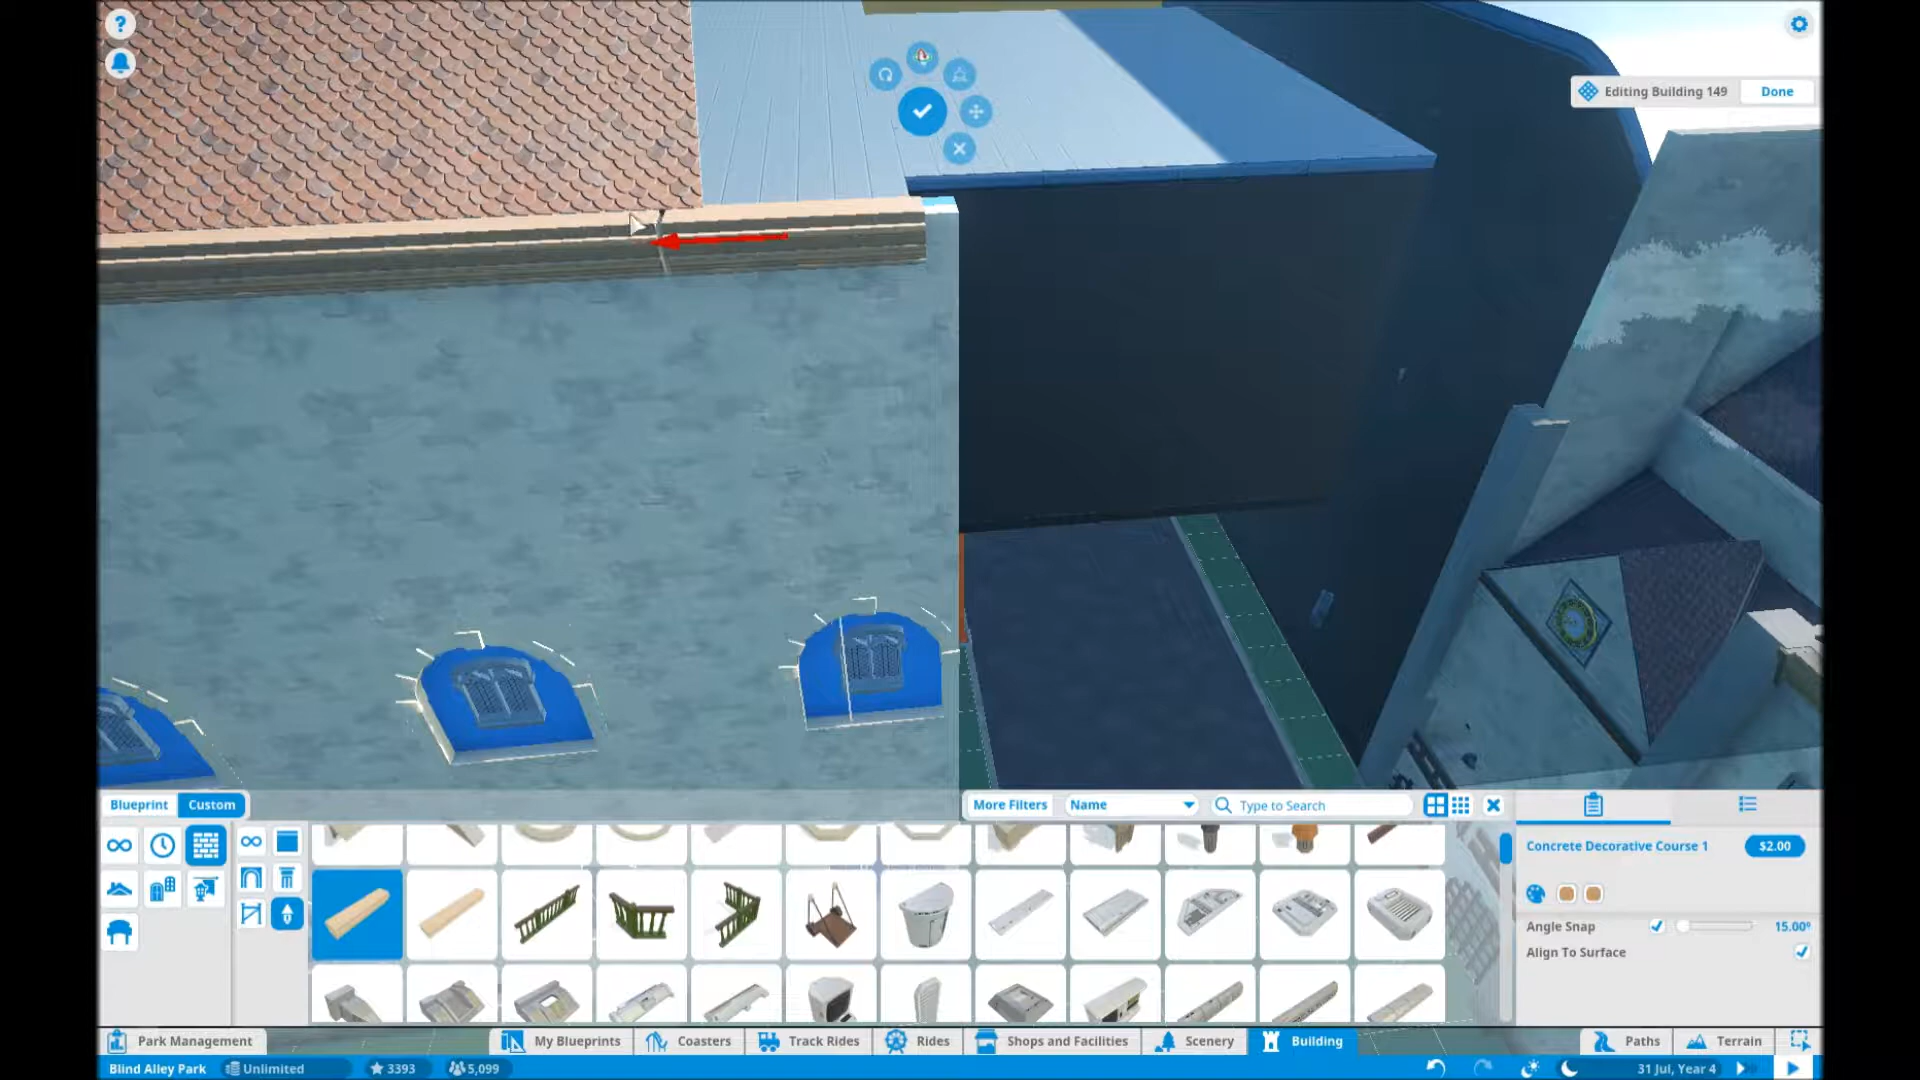 ?
Editing Building 149
Done
Blueprint
Custom
More Filters
Name
Type to Search
Concrete Decorative Course 1
$2.00
Angle Snap
15.00°
Align To Surface
Park Management
My Blueprints
Coasters
Track Rides
Rides
Shops and Facilities
Scenery
Building
Paths
Terrain
Blind Alley Park
Unlimited
3393
5,099
31 Jul, Year 4